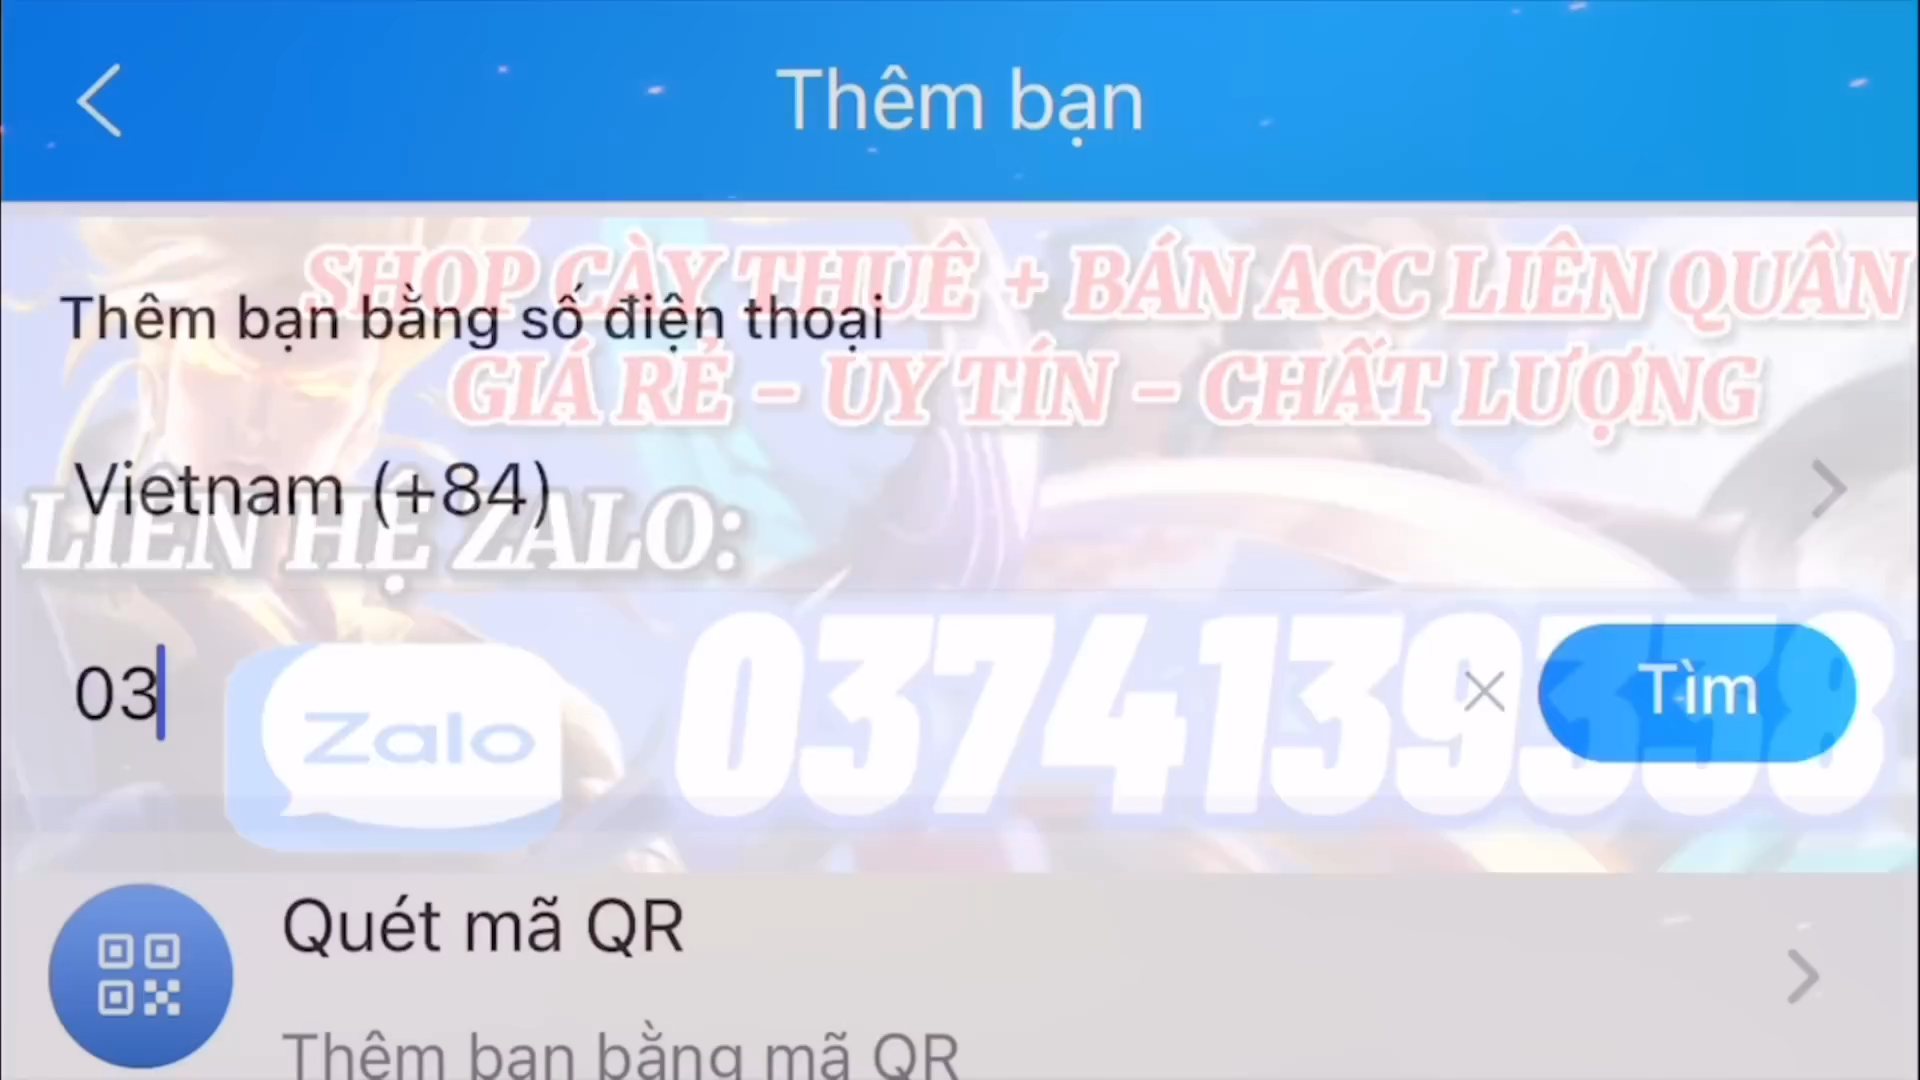 Thêm bạn
SHOP CÀY THUÊ + BÁN ACC LIÊN QUÂN
Thêm bạn bằng số điện thoại
GIÁ RẺ – UY TÍN – CHẤT LƯỢNG
Vietnam (+84)
LIÊN HỆ ZALO:
03
Zalo
0374139358
Tìm
Quét mã QR
Thêm bạn bằng mã QR